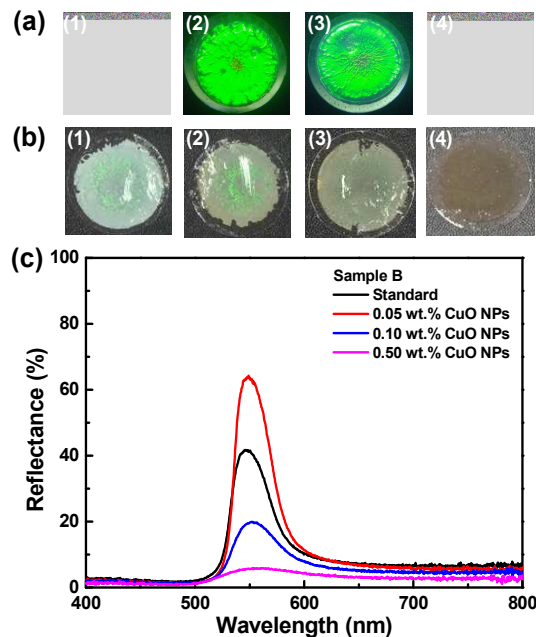 (a) (1) (2) (3) (4)
(b) (1) (2) (3) (4)
(c)
100
80
60
40
20
0
Reflectance (%)
Sample B
Standard
0.05 wt.% CuO NPs
0.10 wt.% CuO NPs
0.50 wt.% CuO NPs
400 500 600 700 800
Wavelength (nm)